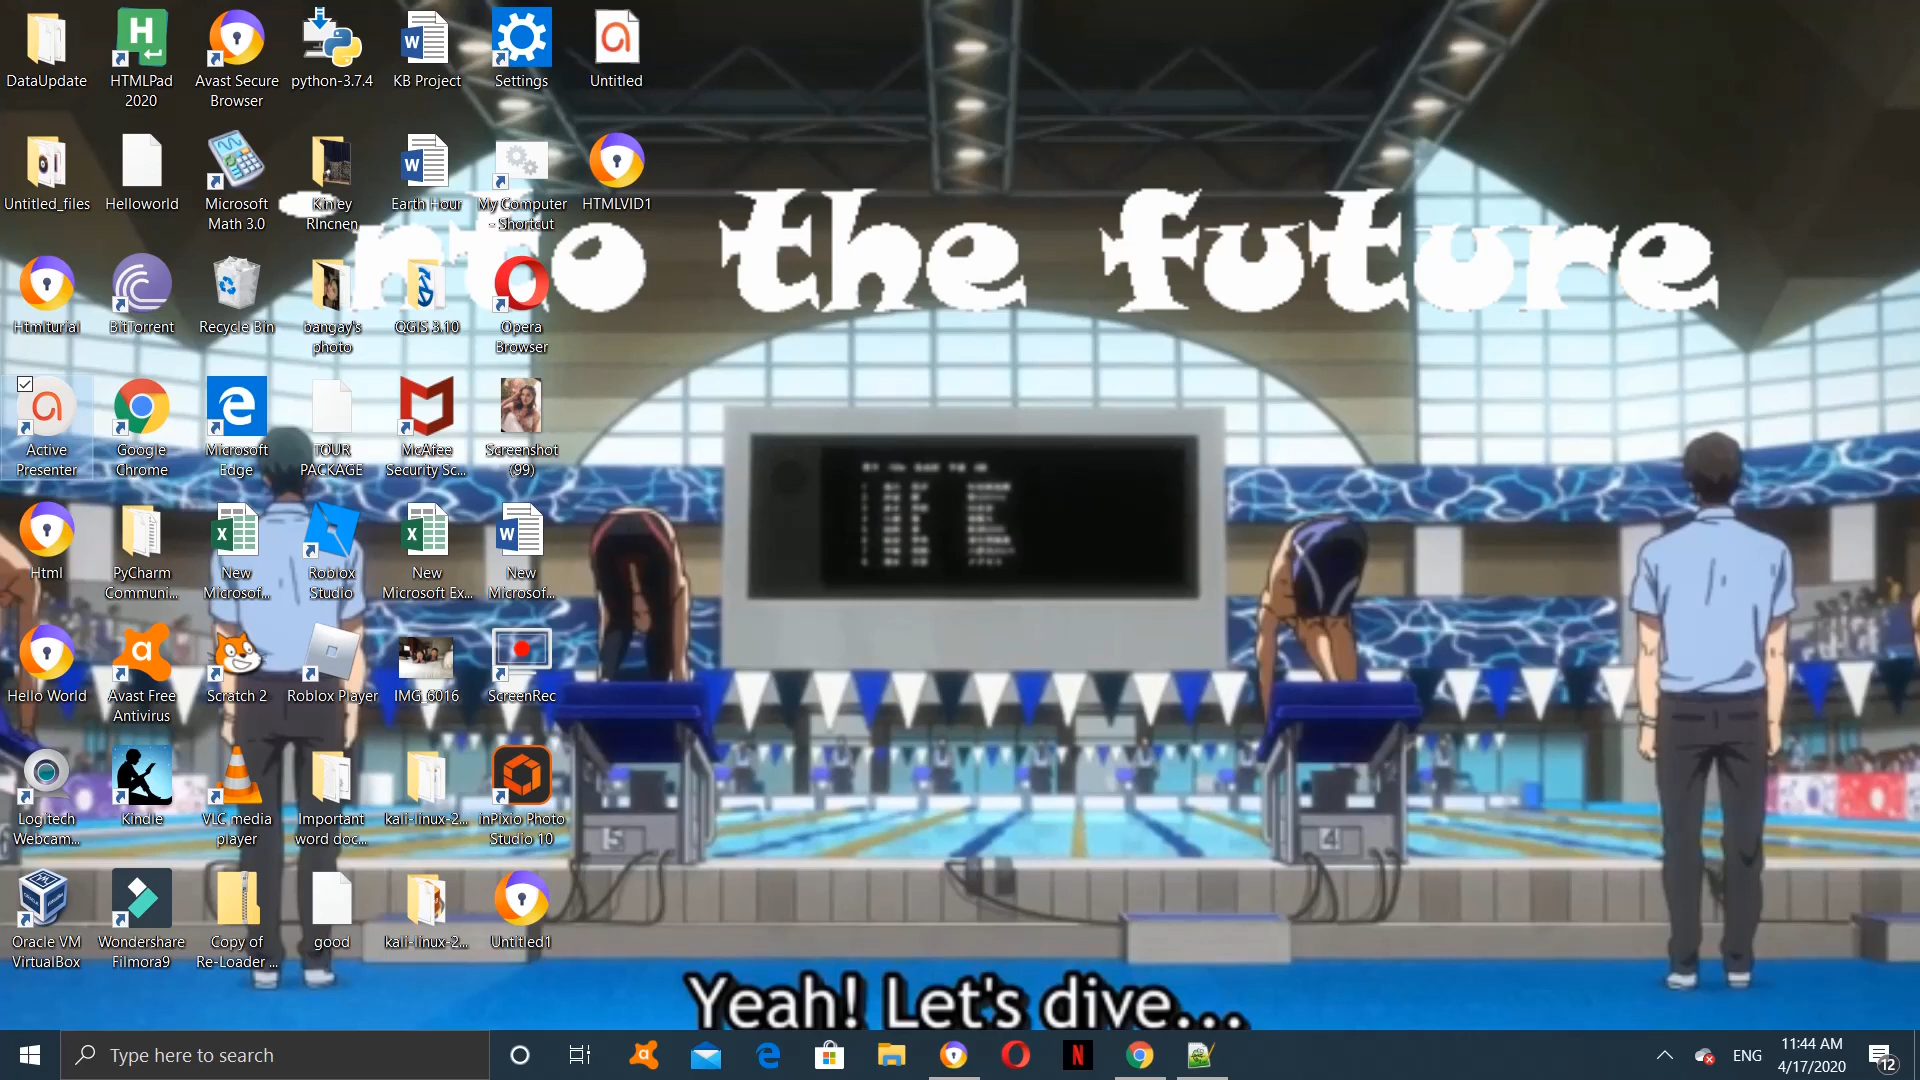 DataUpdate
HTMLPad
2020
Avast Secure
Browser
python-3.7.4
KB Project
Settings
Untitled
Untitled_files
Helloworld
Microsoft
Math 3.0
Kinley
RIncnen
Earth Hour
My Computer
- Shortcut
HTMLVID1
nto the future
Htmlturial
BitTorrent
Recycle Bin
bangay's
photo
QGIS 3.10
Opera
Browser
Active
Presenter
Google
Chrome
Microsoft
Edge
TOUR
PACKAGE
McAfee
Security Sc...
Screenshot
(99)
Html
PyCharm
Communi...
New
Microsof...
Roblox
Studio
New
Microsoft Ex...
New
Microsof...
Hello World
Avast Free
Antivirus
Scratch 2
Roblox Player
IMG_6016
ScreenRec
Logitech
Webcam...
Kindle
VLC media
player
Important
word doc...
kali-linux-2...
inPixio Photo
Studio 10
5
4
Oracle VM
VirtualBox
Wondershare
Filmora9
Copy of
Re-Loader ...
good
kali-linux-2...
Untitled1
Yeah! Let's dive...
Type here to search
ENG
11:44 AM
4/17/2020
12